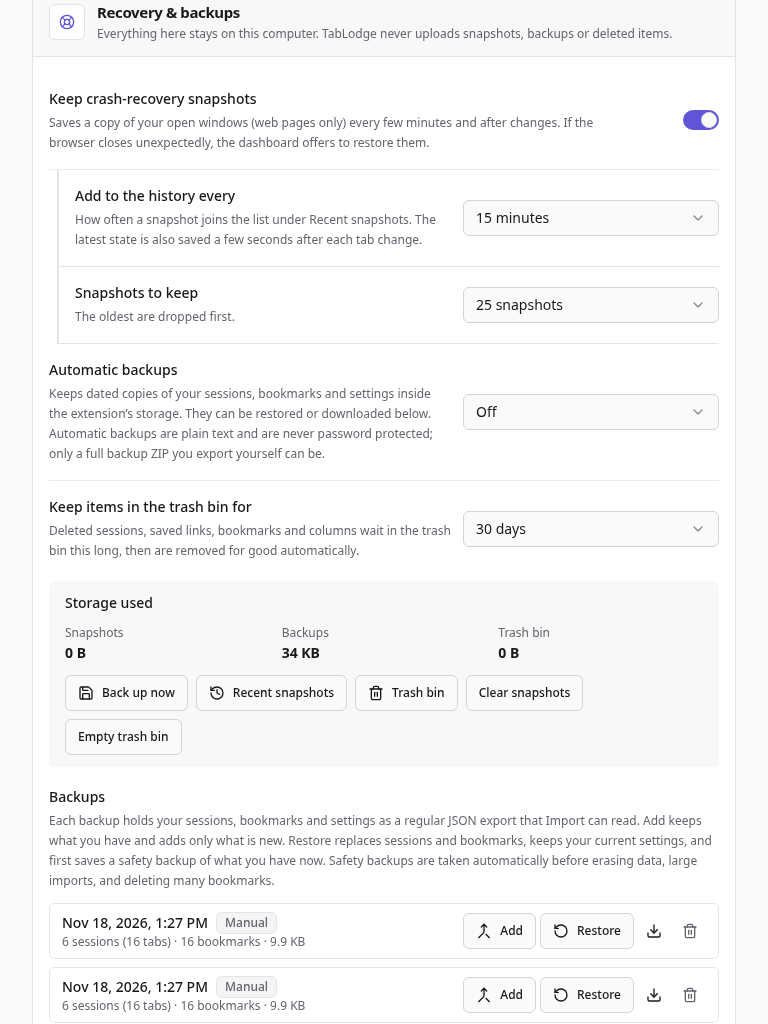 Recovery & backups
Everything here stays on this computer. TabLodge never uploads snapshots, backups or deleted items.
Keep crash-recovery snapshots
Saves a copy of your open windows (web pages only) every few minutes and after changes. If the
browser closes unexpectedly, the dashboard offers to restore them.
Add to the history every
How often a snapshot joins the list under Recent snapshots. The
latest state is also saved a few seconds after each tab change.
15 minutes
Snapshots to keep
The oldest are dropped first.
25 snapshots
Automatic backups
Keeps dated copies of your sessions, bookmarks and settings inside
the extension's storage. They can be restored or downloaded below.
Automatic backups are plain text and are never password protected;
only a full backup ZIP you export yourself can be.
Off
Keep items in the trash bin for
Deleted sessions, saved links, bookmarks and columns wait in the trash
bin this long, then are removed for good automatically.
30 days
Storage used
Snapshots
0 B
Backups
34 KB
Trash bin
0 B
Back up now
Recent snapshots
Trash bin
Clear snapshots
Empty trash bin
Backups
Each backup holds your sessions, bookmarks and settings as a regular JSON export that Import can read. Add keeps
what you have and adds only what is new. Restore replaces sessions and bookmarks, keeps your current settings, and
first saves a safety backup of what you have now. Safety backups are taken automatically before erasing data, large
imports, and deleting many bookmarks.
Nov 18, 2026, 1:27 PM Manual
6 sessions (16 tabs) · 16 bookmarks · 9.9 KB
Add
Restore
Nov 18, 2026, 1:27 PM Manual
6 sessions (16 tabs) · 16 bookmarks · 9.9 KB
Add
Restore